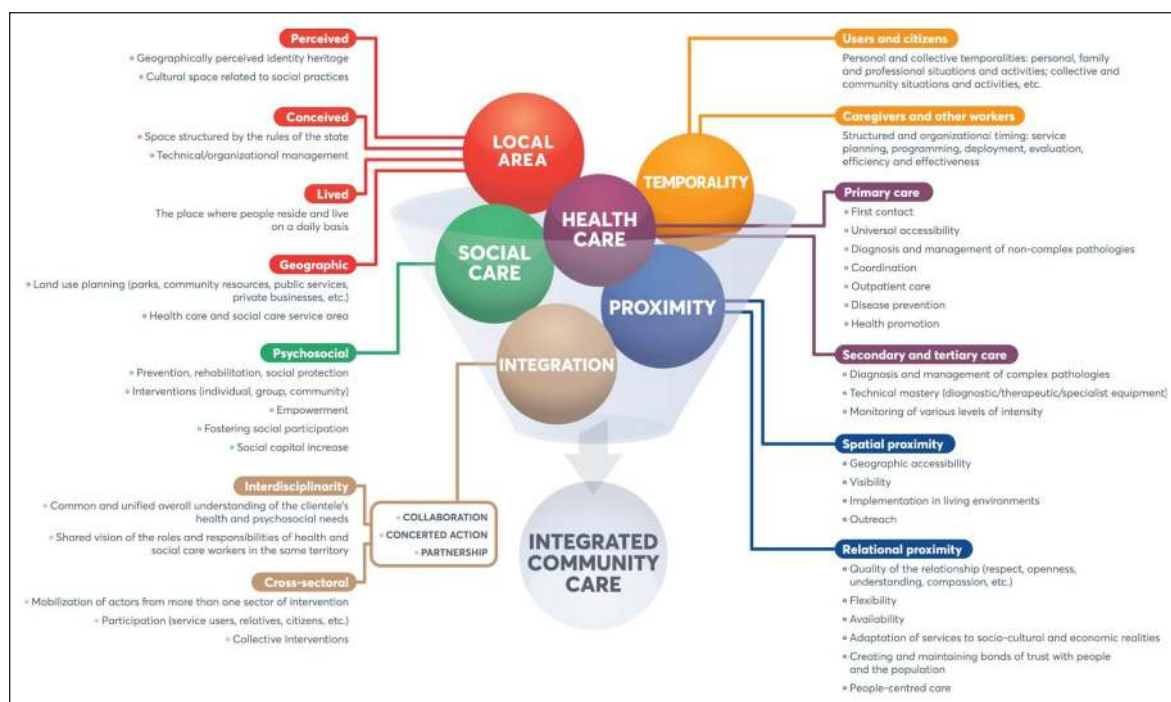 Perceived
Geographically perceived identity heritage
Cultural space related to social practices
Conceived
Space structured by the rules of the state
Technical/organizational management
Lived
The place where people reside and live
on a daily basis
Geographic
Land use planning (parks, community resources, public services,
private businesses, etc.)
Health care and social care service area
Psychosocial
Prevention, rehabilitation, social protection
Interventions (individual, group, community)
Empowerment
Fostering social participation
Social capital increase
Interdisciplinarity
Common and unified overall understanding of the clientele's
health and psychosocial needs
Shared vision of the roles and responsibilities of health and
social care workers in the same territory
Cross-sectoral
Mobilization of actors from more than one sector of intervention
Participation (service users, relatives, citizens, etc.)
Collective Interventions
COLLABORATION
CONCERTED ACTION
PARTNERSHIP
LOCAL
AREA
TEMPORALITY
HEALTH
CARE
SOCIAL
CARE
PROXIMITY
INTEGRATION
INTEGRATED
COMMUNITY
CARE
Users and citizens
Personal and collective temporalities: personal, family
and professional situations and activities; collective and
community situations and activities, etc.
Caregivers and other workers
Structured and organizational timing: service
planning, programming, deployment, evaluation,
efficiency and effectiveness
Primary care
First contact
Universal accessibility
Diagnosis and management of non-complex pathologies
Coordination
Outpatient care
Disease prevention
Health promotion
Secondary and tertiary care
Diagnosis and management of complex pathologies
Technical mastery (diagnostic/therapeutic/specialist equipment)
Monitoring of various levels of intensity
Spatial proximity
Geographic accessibility
Visibility
Implementation in living environments
Outreach
Relational proximity
Quality of the relationship (respect, openness,
understanding, compassion, etc.)
Flexibility
Availability
Adaptation of services to socio-cultural and economic realities
Creating and maintaining bonds of trust with people
and the population
People-centred care